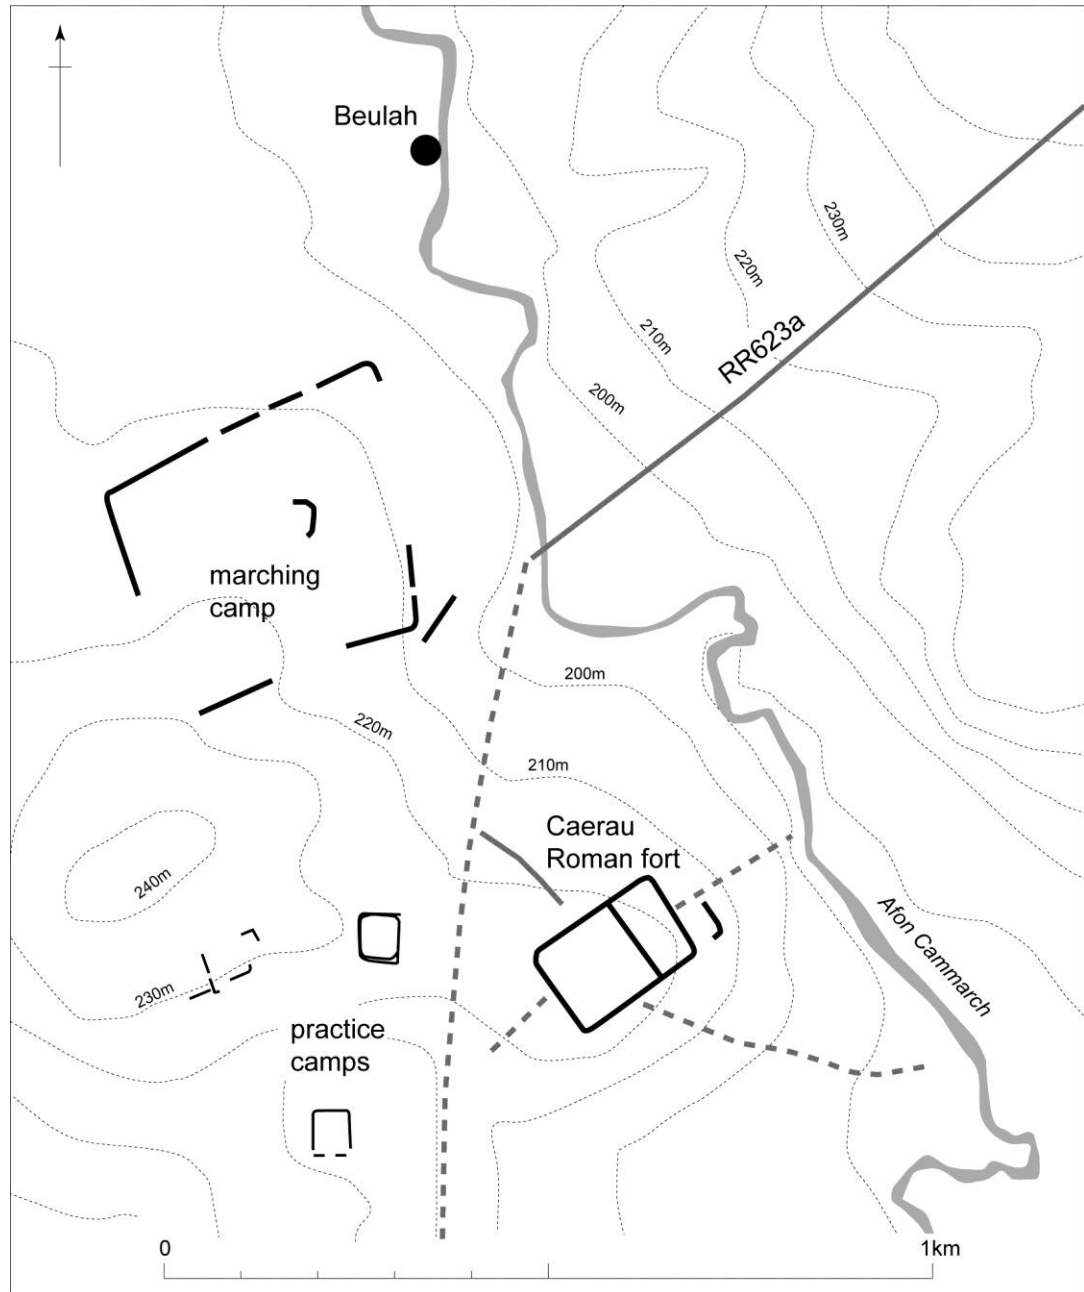 Beulah
230m
220m
210m
RR623a
200m
marching
camp
200m
220m
210m
Caerau
Roman fort
240m
Afon Cammarch
230m
practice
camps
0
1km